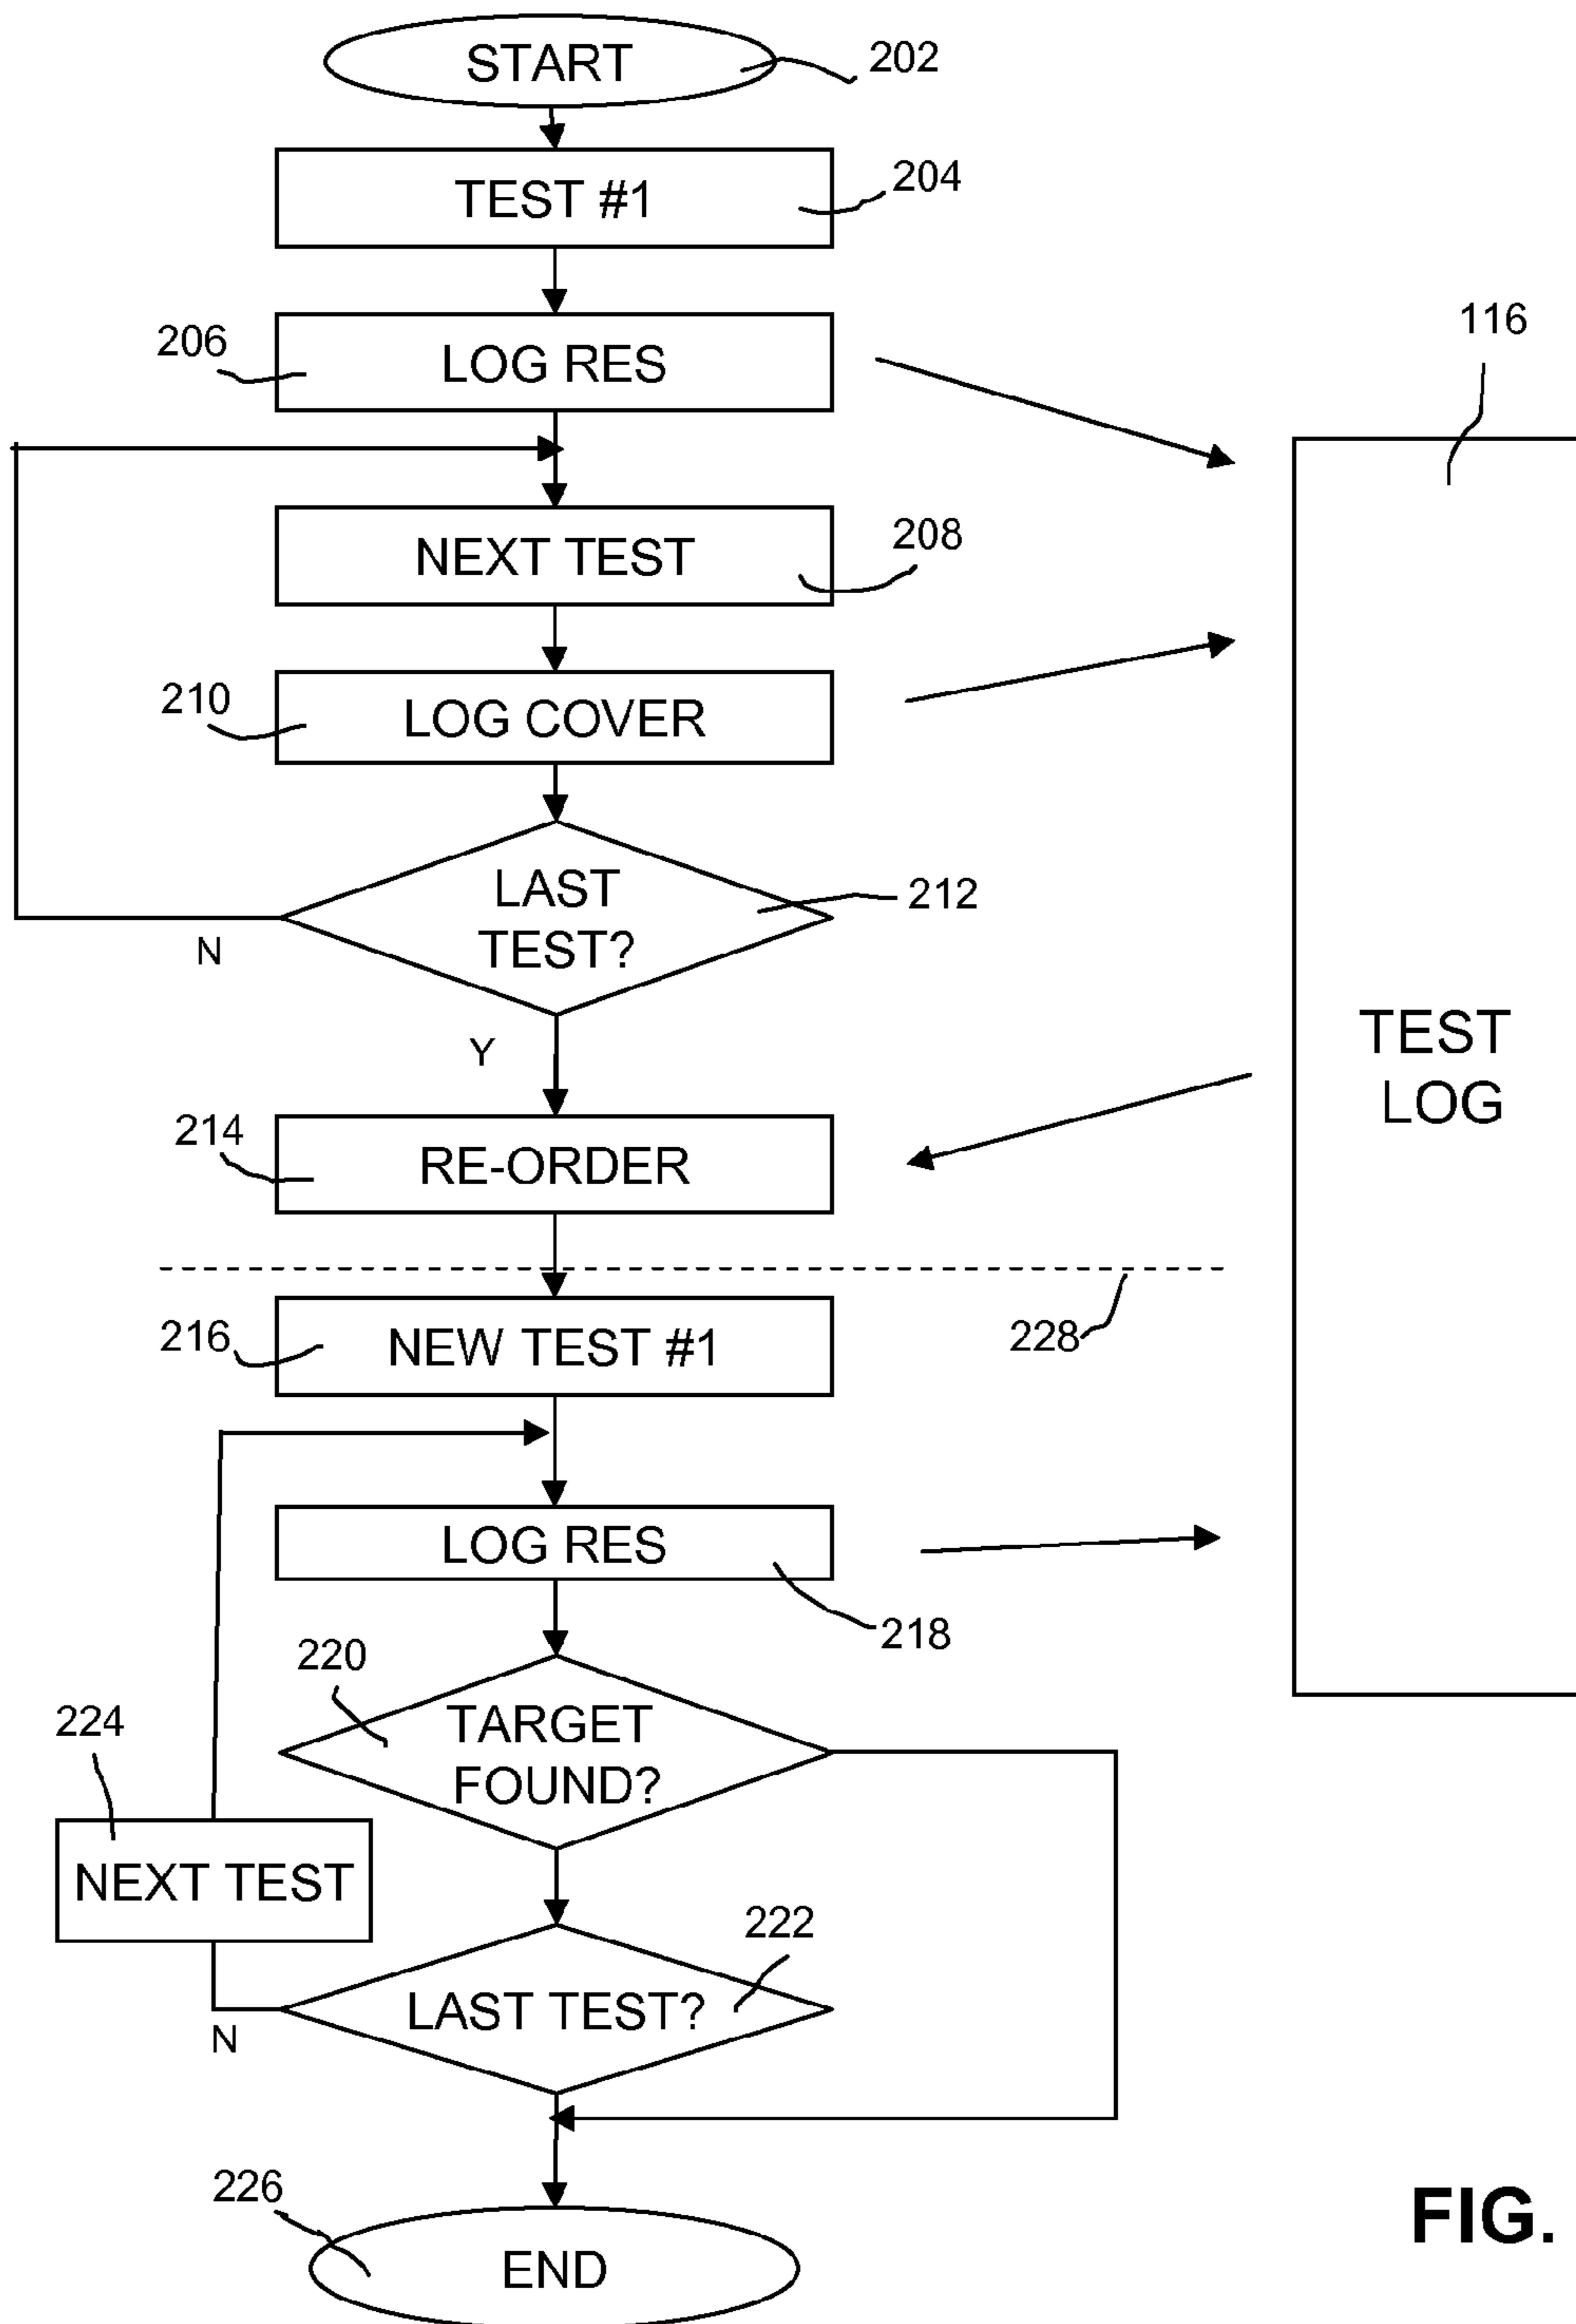 START
202
TEST #1
204
LOG RES
206
116
NEXT TEST
208
LOG COVER
210
LAST
TEST?
212
N
Y
TEST
LOG
RE-ORDER
214
228
NEW TEST #1
216
LOG RES
218
TARGET
FOUND?
220
224
NEXT TEST
222
LAST TEST?
N
226
END
FIG.